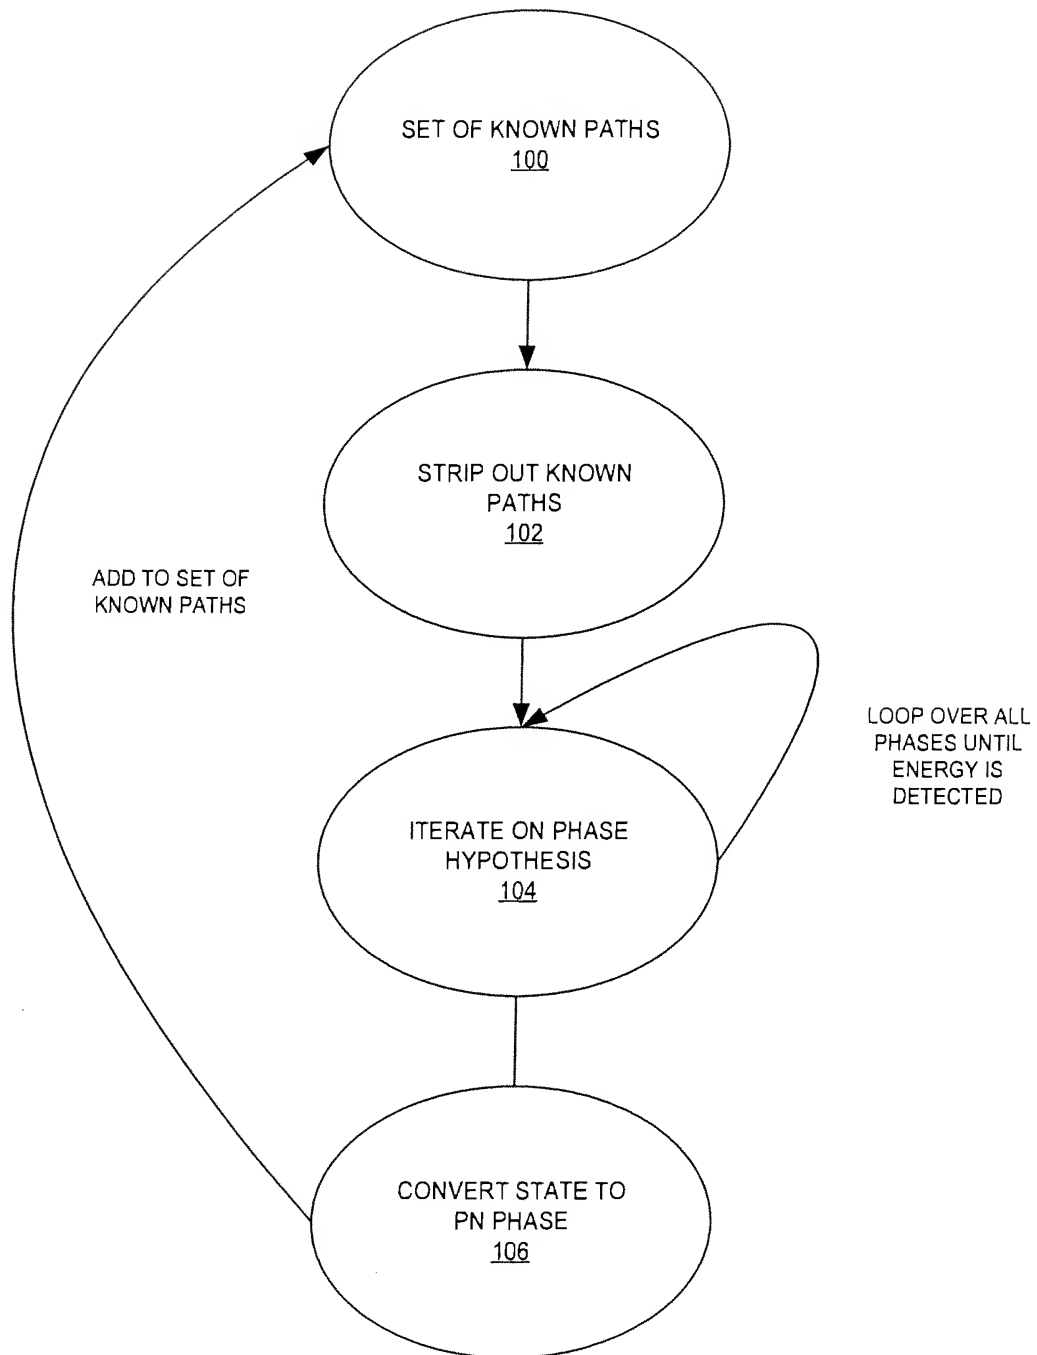 SET OF KNOWN PATHS
100
STRIP OUT KNOWN
PATHS
102
ADD TO SET OF
KNOWN PATHS
LOOP OVER ALL
PHASES UNTIL
ENERGY IS
DETECTED
ITERATE ON PHASE
HYPOTHESIS
104
CONVERT STATE TO
PN PHASE
106